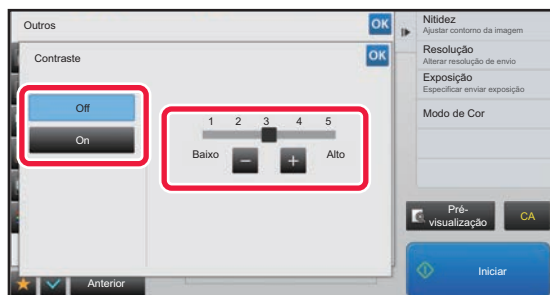 Outros
OK
Contraste
OK
Off
On
1 2 3 4 5
Baixo
Alto
Anterior
Nitidez
Ajustar contorno da imagem
Resolução
Alterar resolução de envio
Exposição
Especificar enviar exposição
Modo de Cor
Pré-
visualização
CA
Iniciar